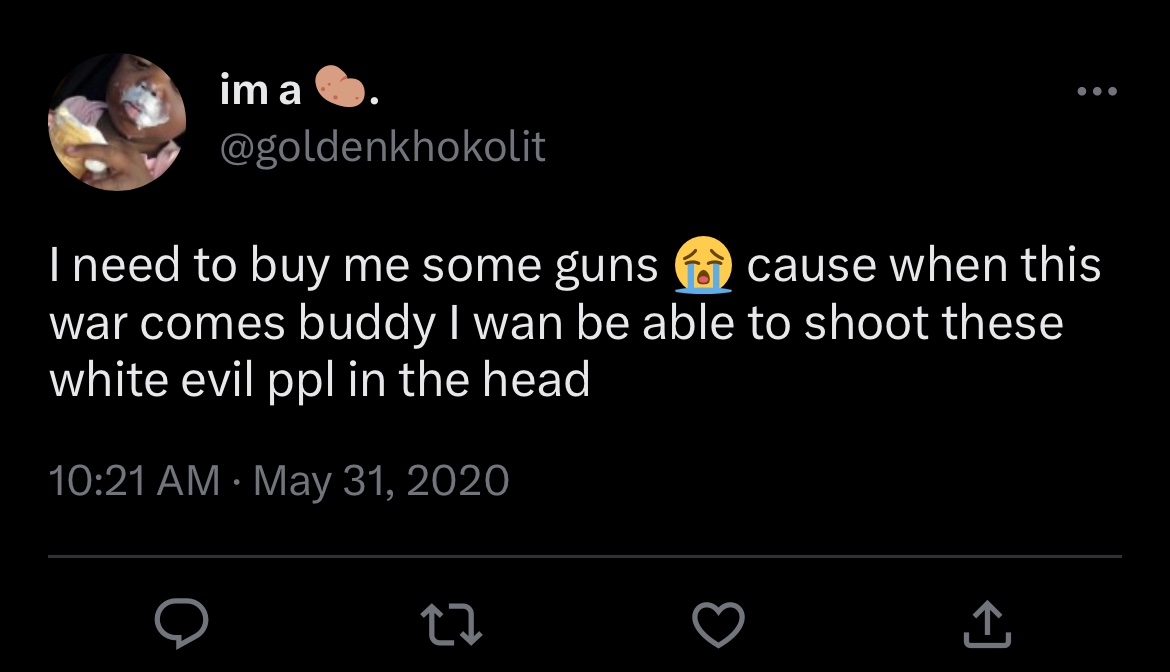 im a 🥔.
@goldenkhokolit
I need to buy me some guns 😭 cause when this
war comes buddy I wan be able to shoot these
white evil ppl in the head
10:21 AM · May 31, 2020